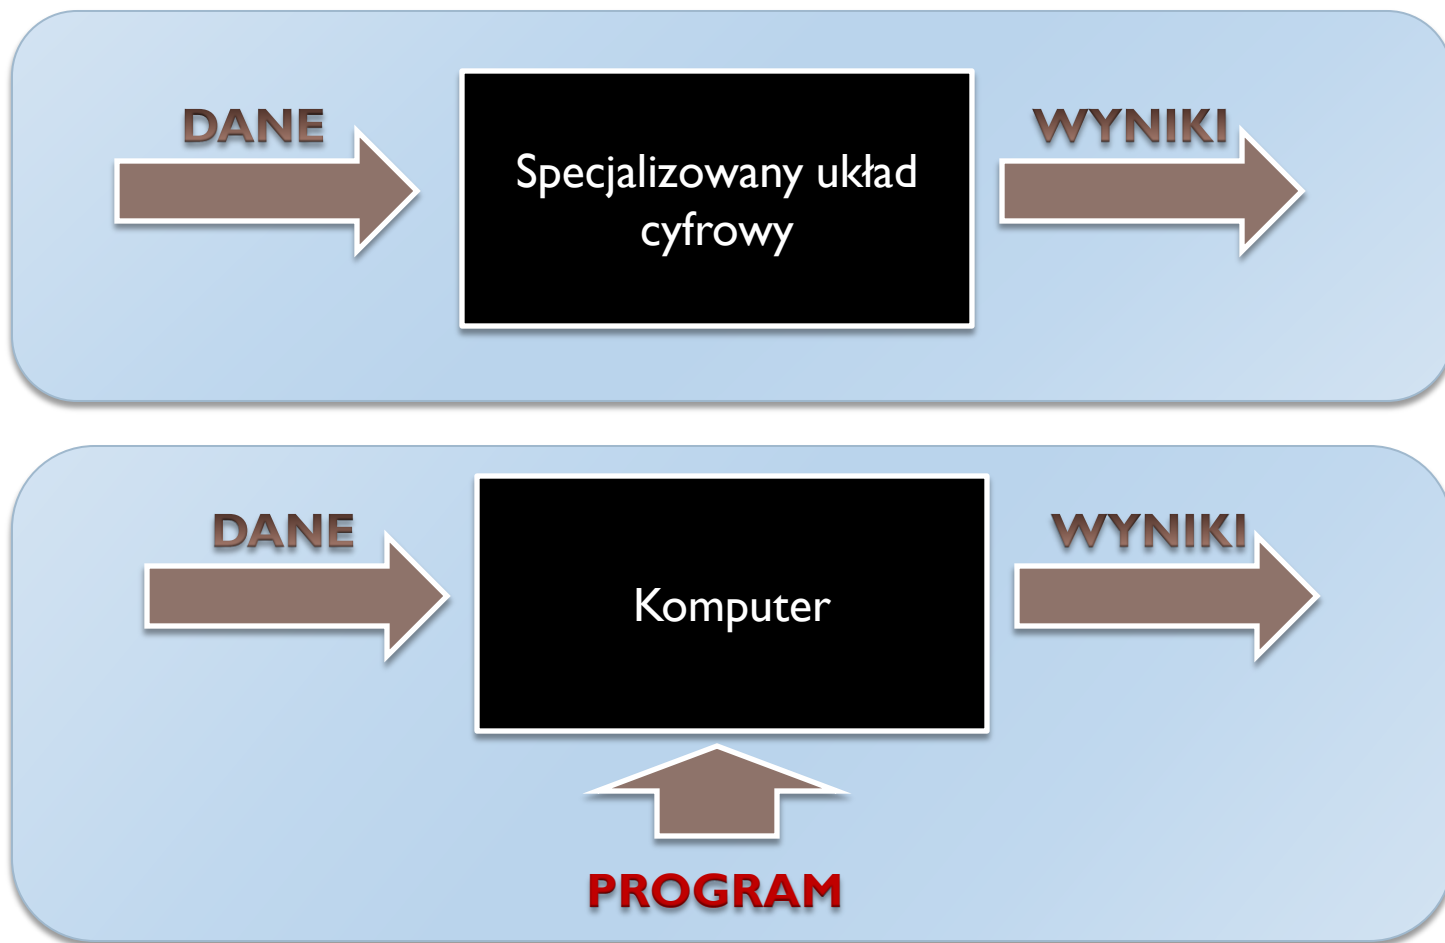 DANE
Specjalizowany układ
cyfrowy
WYNIKI
DANE
Komputer
WYNIKI
PROGRAM